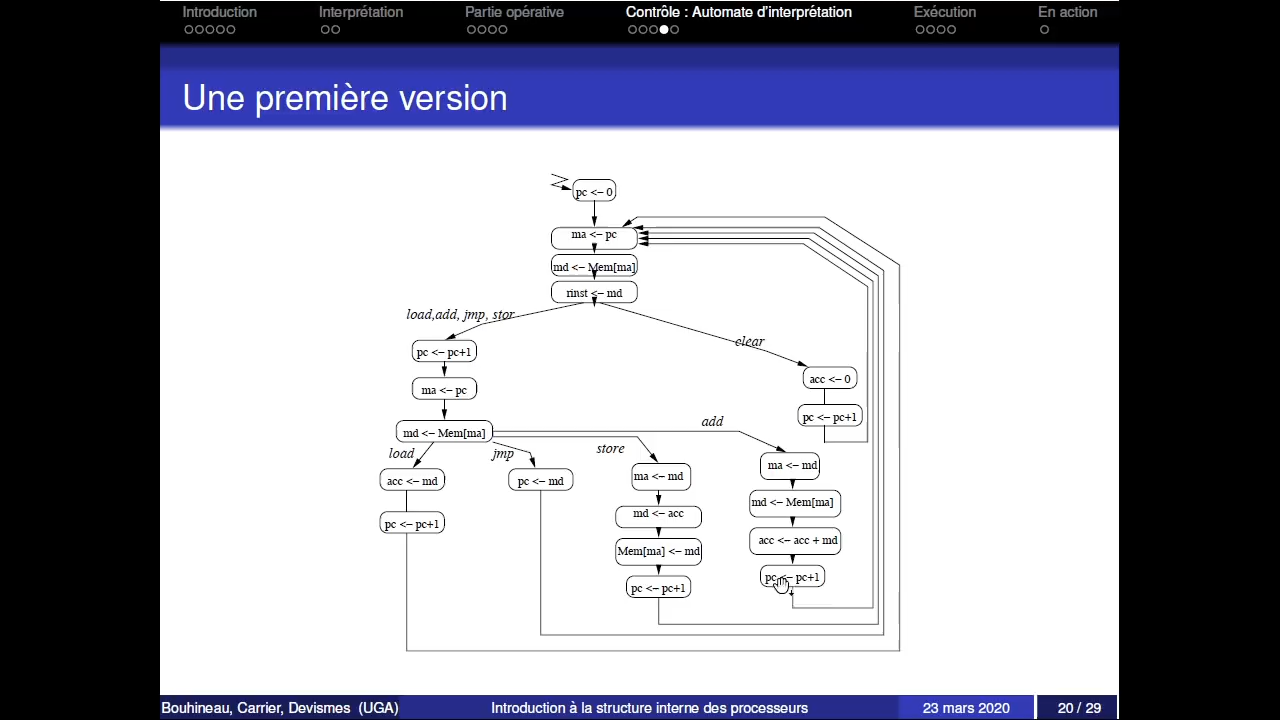 Introduction Interprétation Partie opérative Contrôle : Automate d'interprétation Exécution En action
Une première version
pc <– 0
ma <– pc
md <– Mem[ma]
rinst <– md
load,add, jmp, stor
clear
pc <– pc+1
acc <– 0
ma <– pc
pc <– pc+1
md <– Mem[ma]
add
load
jmp
store
ma <– md
acc <– md
pc <– md
ma <– md
md <– Mem[ma]
pc <– pc+1
md <– acc
acc <– acc + md
Mem[ma] <– md
pc <– pc+1
pc <– pc+1
Bouhineau, Carrier, Devismes (UGA) Introduction à la structure interne des processeurs 23 mars 2020 20 / 29